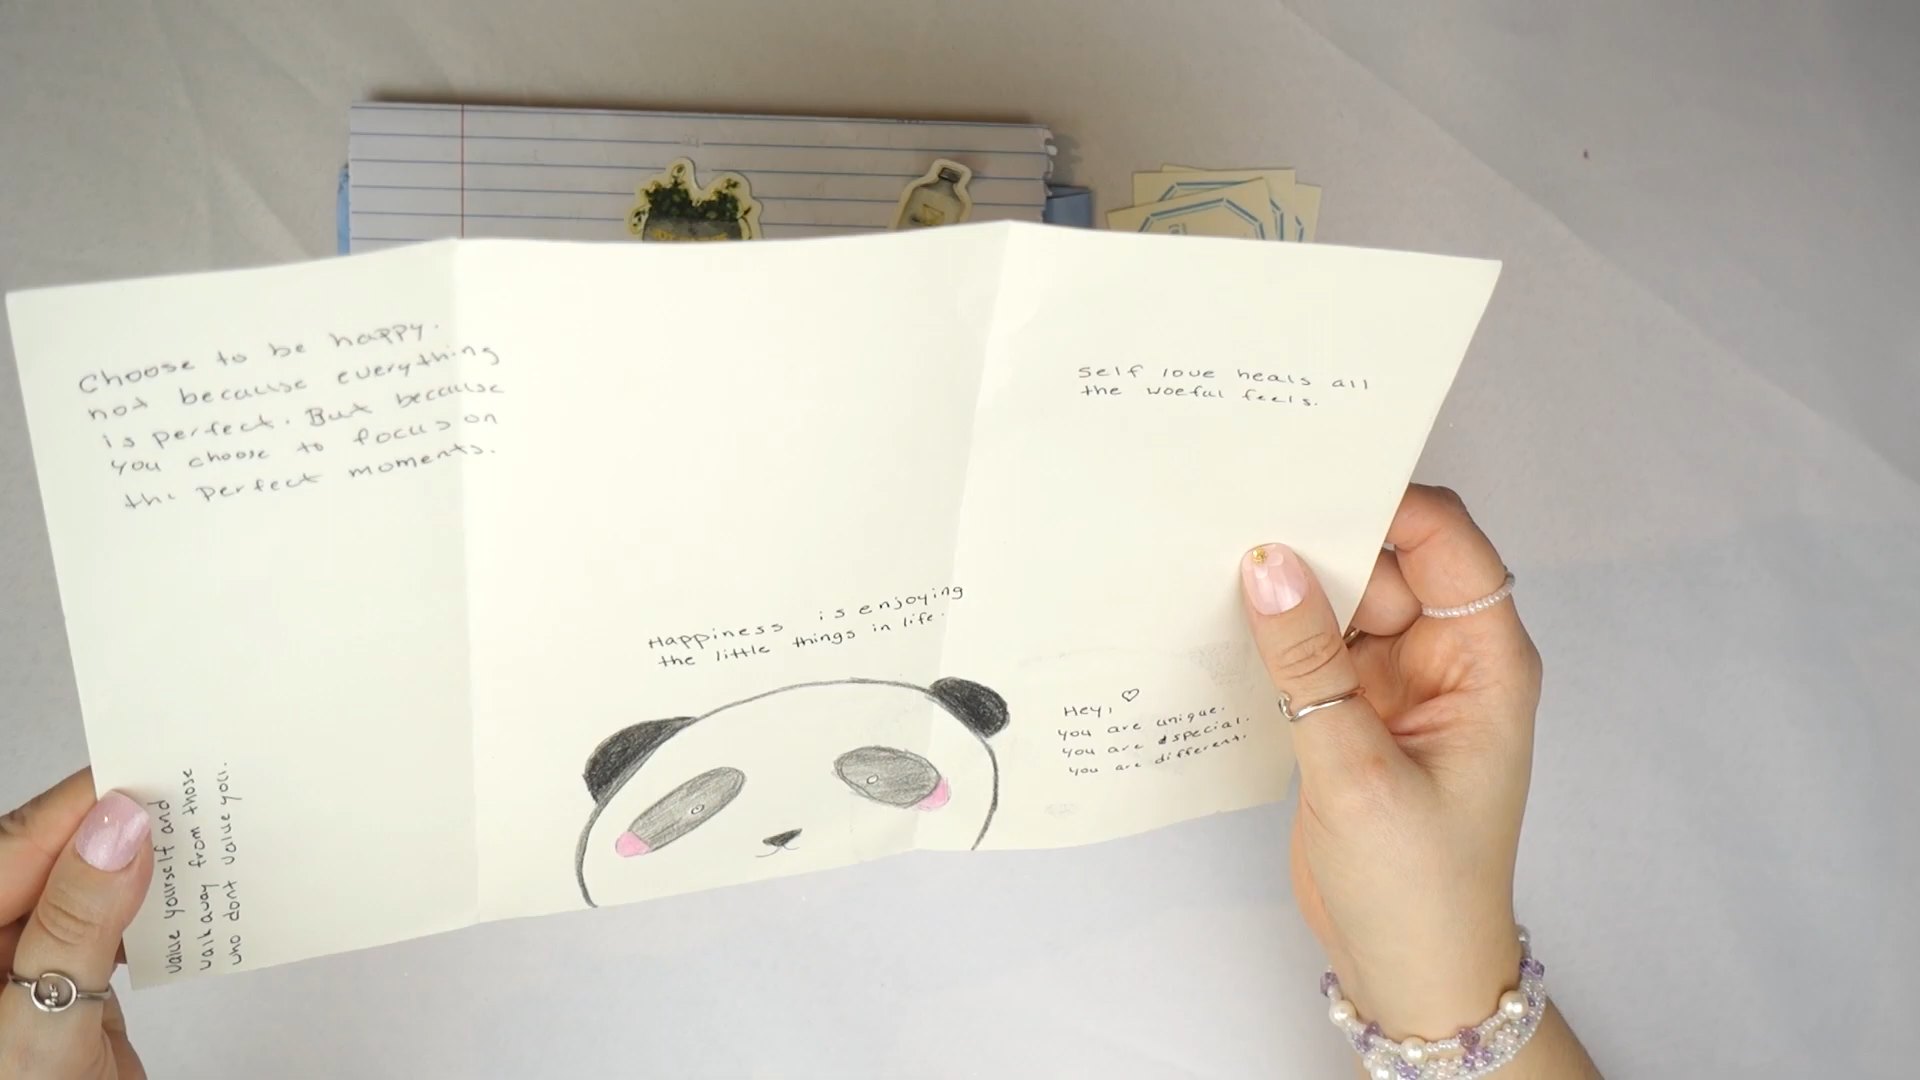 Choose to be happy.
not because everything
is perfect. But because
you choose to focus on
the perfect moments.
Value yourself and
walk away from those
who dont value you.
Happiness is enjoying
the little things in life.
Self love heals all
the woeful feels.
Hey, ♡
you are unique.
you are special.
you are different.